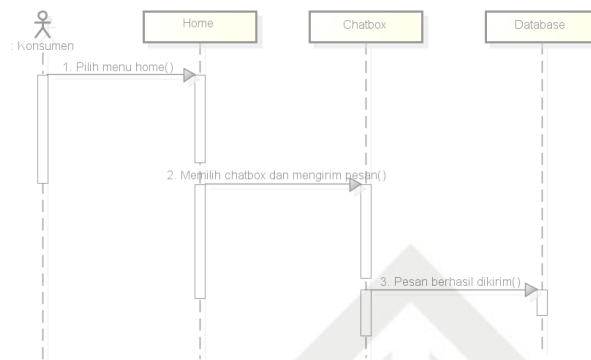 Home
Chatbox
Database
: Konsumen
1. Pilih menu home()
2. Memilih chatbox dan mengirim pesan()
3. Pesan berhasil dikirim()